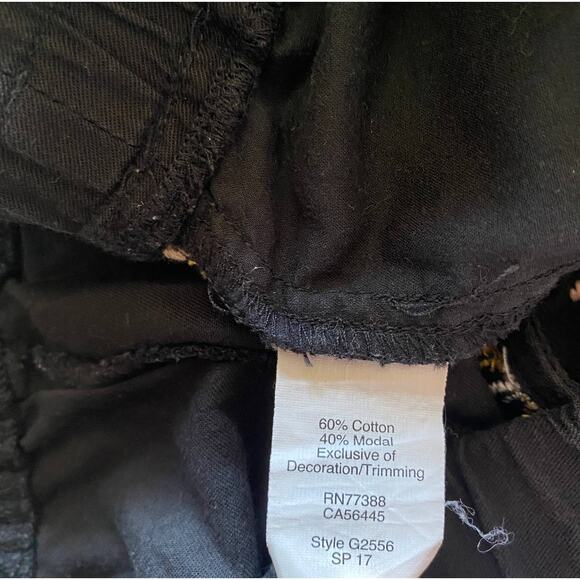 60% Cotton
40% Modal
Exclusive of
Decoration/Trimming
RN77388
CA56445
Style G2556
SP 17